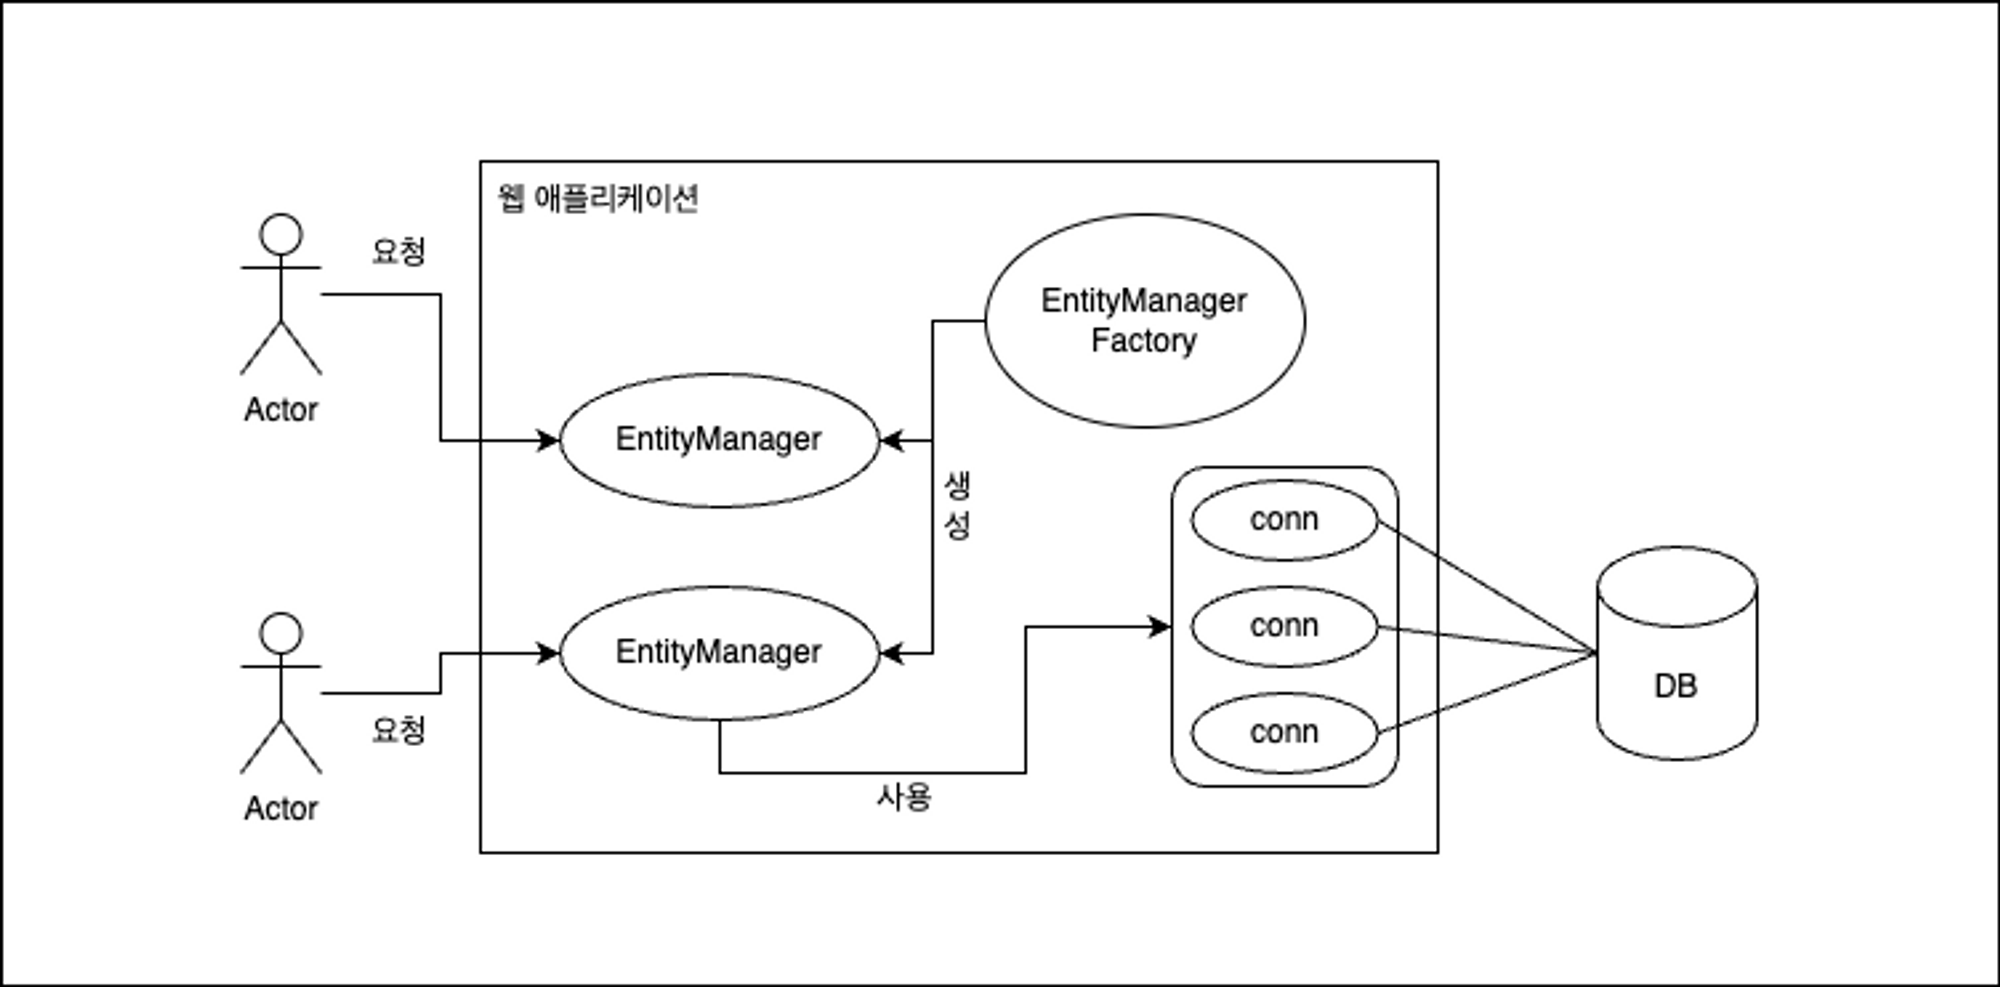 웹 애플리케이션
요청
Actor
EntityManager
Factory
EntityManager
생
성
conn
EntityManager
conn
DB
요청
conn
Actor
사용